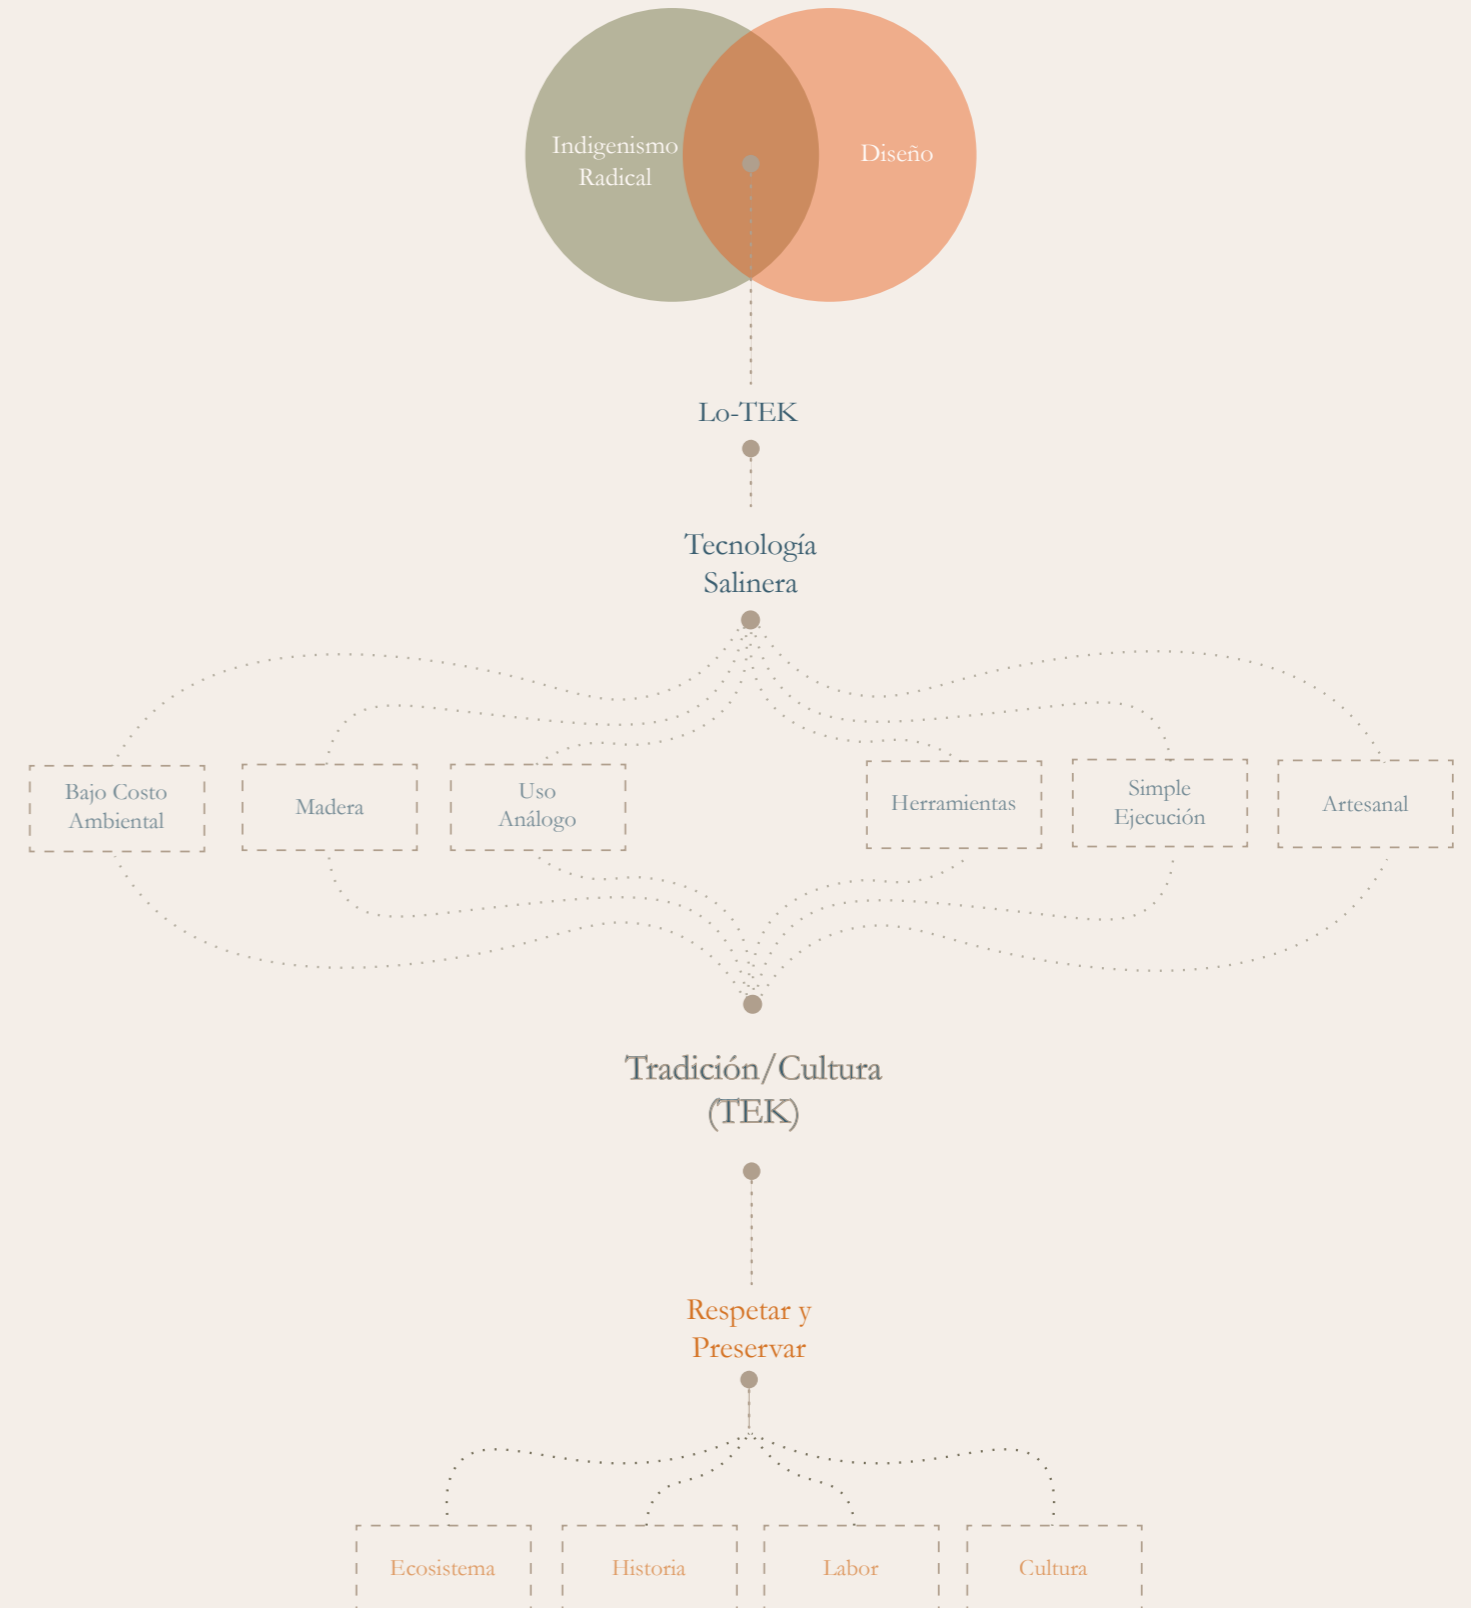 Indigenismo
Radical
Diseño
Lo-TEK
Tecnología
Salinera
Bajo Costo
Ambiental
Madera
Uso
Análogo
Herramientas
Simple
Ejecución
Artesanal
Tradición/Cultura
(TEK)
Respetar y
Preservar
Ecosistema
Historia
Labor
Cultura